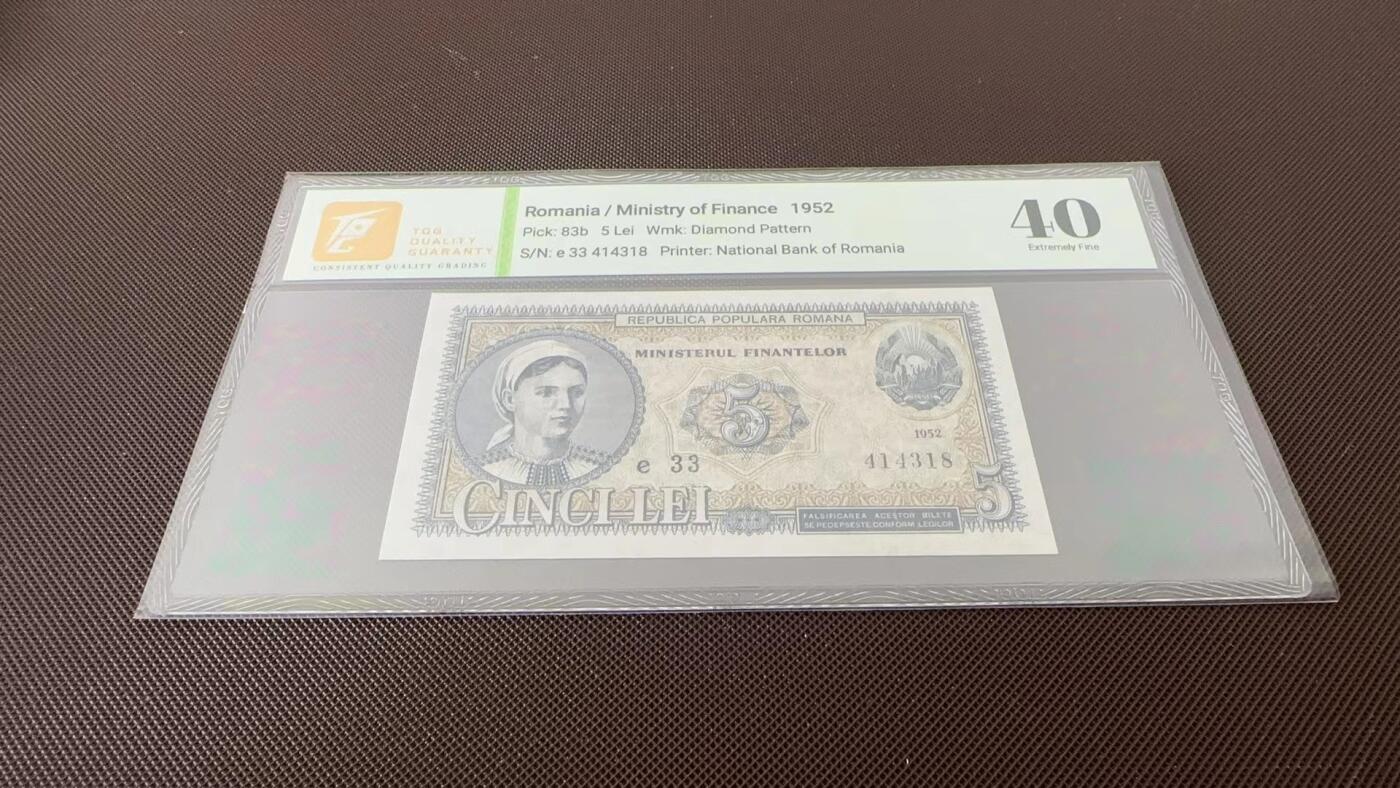 Romania / Ministry of Finance 1952
Pick: 83b 5 Lei Wmk: Diamond Pattern
S/N: e 33 414318 Printer: National Bank of Romania
TQG
QUALITY
GUARANTY
CONSISTENT QUALITY GRADING
40
Extremely Fine
REPUBLICA POPULARA ROMANA
MINISTERUL FINANTELOR
5
1952
e 33
414318
CINCI LEI
5
FALSIFICAREA ACESTOR BILETE
SE PEDEPSESTE CONFORM LEGILOR